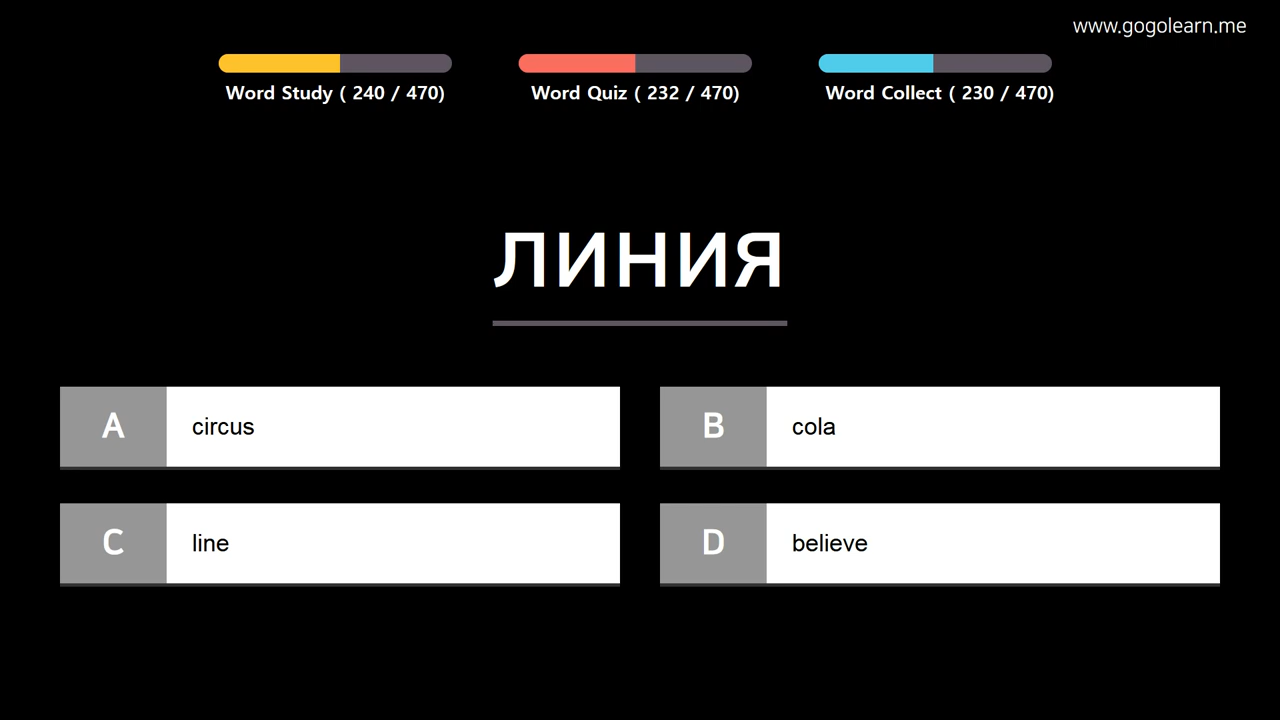 www.gogolearn.me
Word Study ( 240 / 470)
Word Quiz ( 232 / 470)
Word Collect ( 230 / 470)
ЛИНИЯ
A circus
B cola
C line
D believe